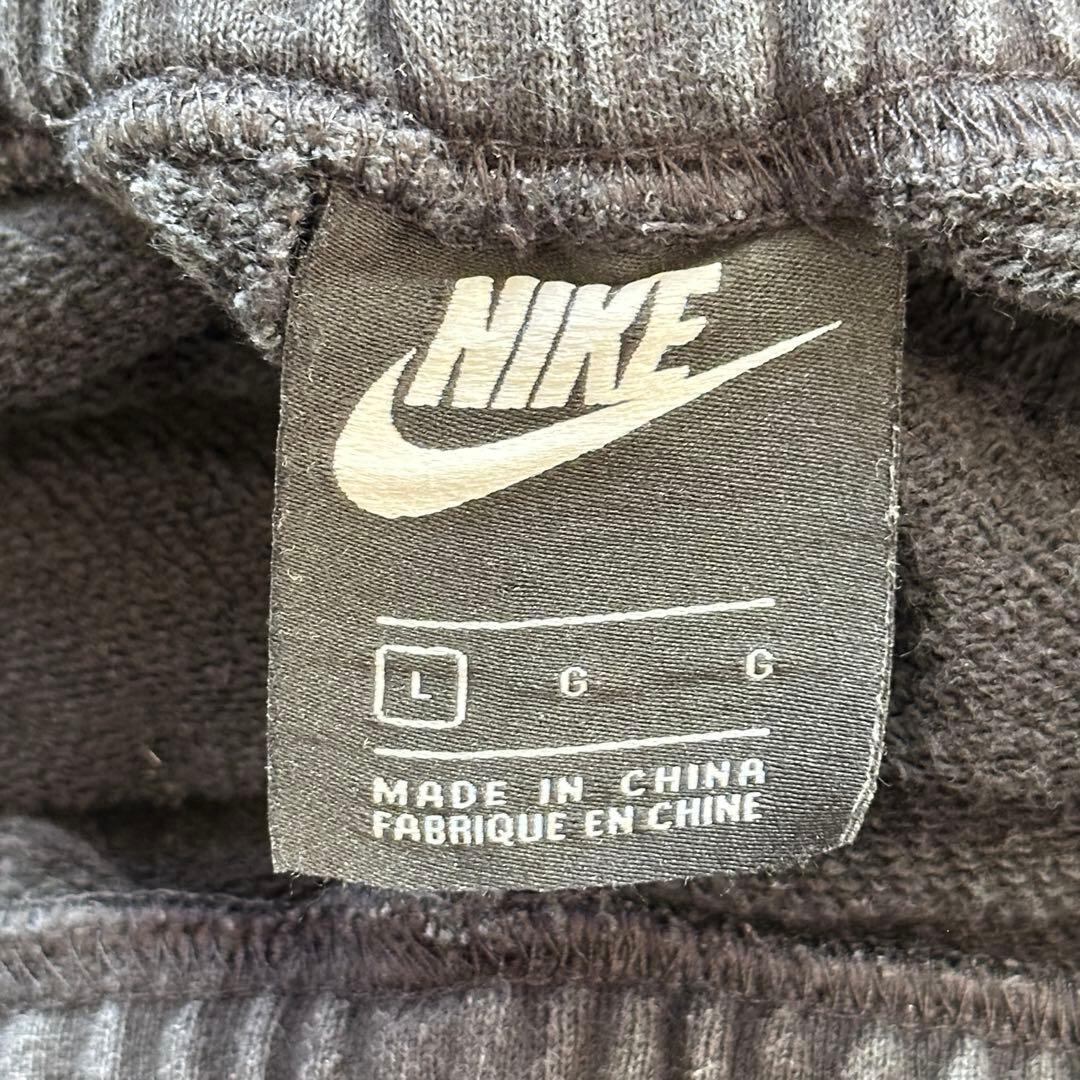 NIKE
L G G
MADE IN CHINA
FABRIQUE EN CHINE